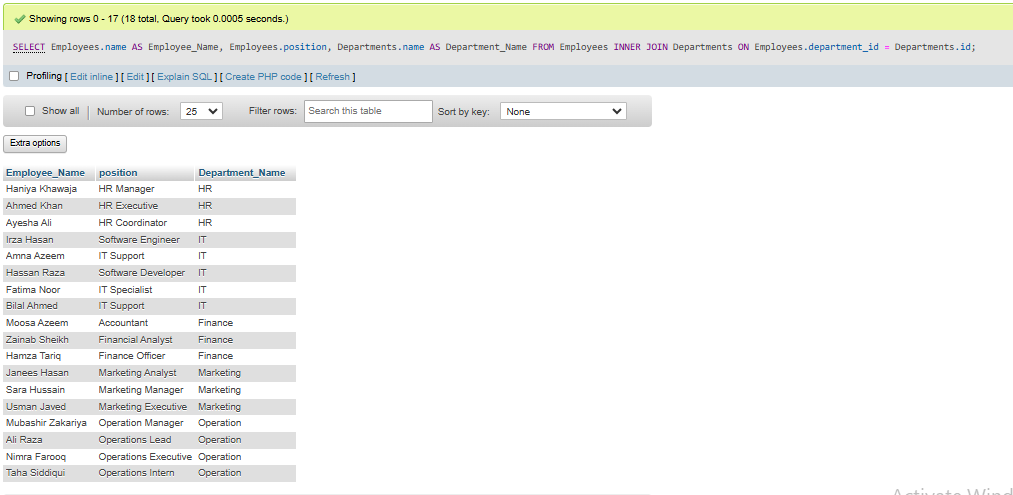 Showing rows 0 - 17 (18 total, Query took 0.0005 seconds.)
SELECT Employees.name AS Employee_Name, Employees.position, Departments.name AS Department_Name FROM Employees INNER JOIN Departments ON Employees.department_id = Departments.id;
Profiling [ Edit inline ] [ Edit ] [ Explain SQL ] [ Create PHP code ] [ Refresh ]
Show all Number of rows: 25 Filter rows: Search this table Sort by key: None
Extra options
Employee_Name position Department_Name
Haniya Khawaja HR Manager HR
Ahmed Khan HR Executive HR
Ayesha Ali HR Coordinator HR
Irza Hasan Software Engineer IT
Amna Azeem IT Support IT
Hassan Raza Software Developer IT
Fatima Noor IT Specialist IT
Bilal Ahmed IT Support IT
Moosa Azeem Accountant Finance
Zainab Sheikh Financial Analyst Finance
Hamza Tariq Finance Officer Finance
Janees Hasan Marketing Analyst Marketing
Sara Hussain Marketing Manager Marketing
Usman Javed Marketing Executive Marketing
Mubashir Zakariya Operation Manager Operation
Ali Raza Operations Lead Operation
Nimra Farooq Operations Executive Operation
Taha Siddiqui Operations Intern Operation
Activate Wind